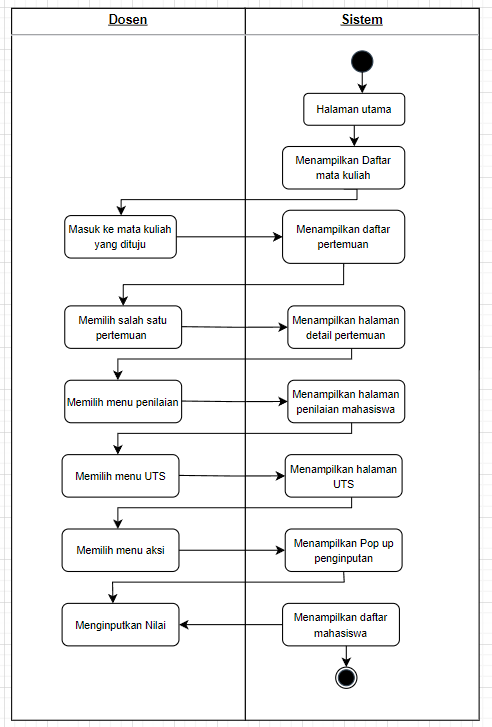 Dosen
Sistem
Halaman utama
Menampilkan Daftar
mata kuliah
Masuk ke mata kuliah
yang dituju
Menampilkan daftar
pertemuan
Memilih salah satu
pertemuan
Menampilkan halaman
detail pertemuan
Memilih menu penilaian
Menampilkan halaman
penilaian mahasiswa
Memilih menu UTS
Menampilkan halaman
UTS
Memilih menu aksi
Menampilkan Pop up
penginputan
Menginputkan Nilai
Menampilkan daftar
mahasiswa